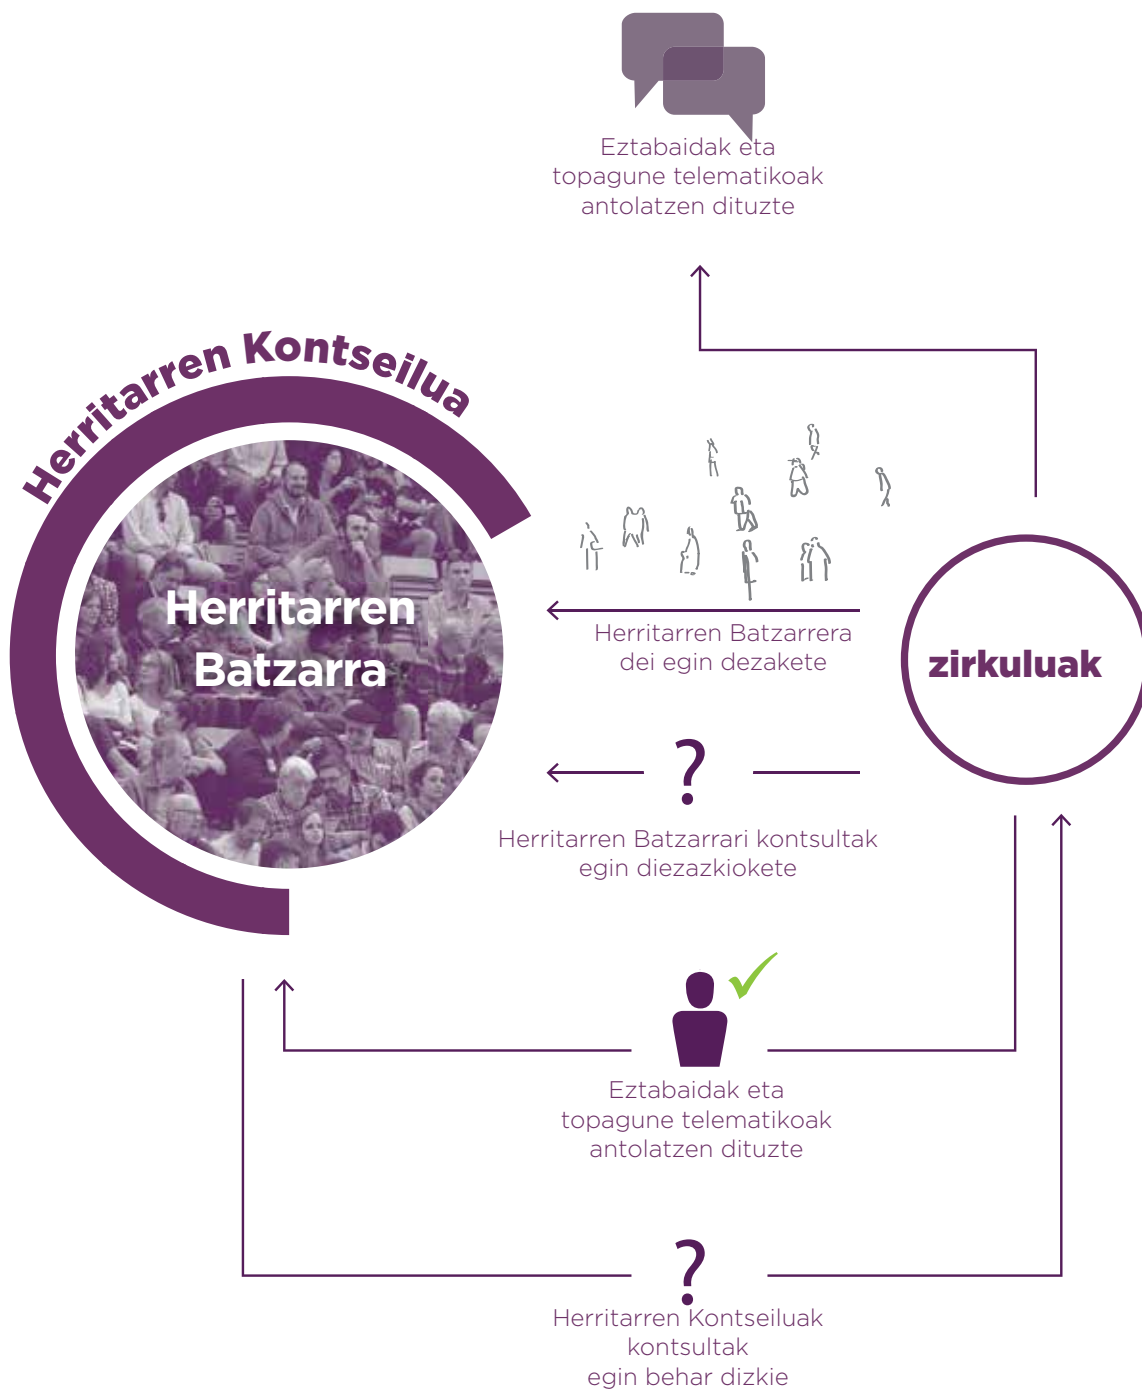 Eztabaidak eta
topagune telematikoak
antolatzen dituzte
Herritarren Kontseilua
Herritarren
Batzarra
Herritarren Batzarrera
dei egin dezakete
zirkuluak
?
Herritarren Batzarrari kontsultak
egin diezazkiokete
Eztabaidak eta
topagune telematikoak
antolatzen dituzte
?
Herritarren Kontseiluak
kontsultak
egin behar dizkie